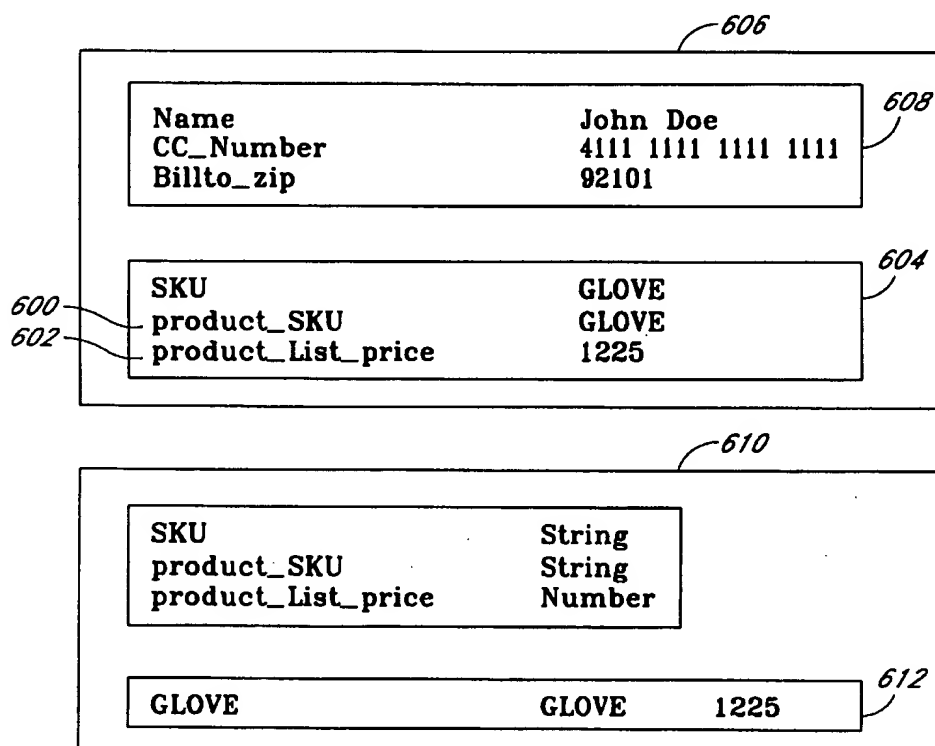 606
Name John Doe 608
CC_Number 4111 1111 1111 1111
Billto_zip 92101
604
SKU GLOVE
600 product_SKU GLOVE
602 product_List_price 1225
610
SKU String
product_SKU String
product_List_price Number
612
GLOVE GLOVE 1225